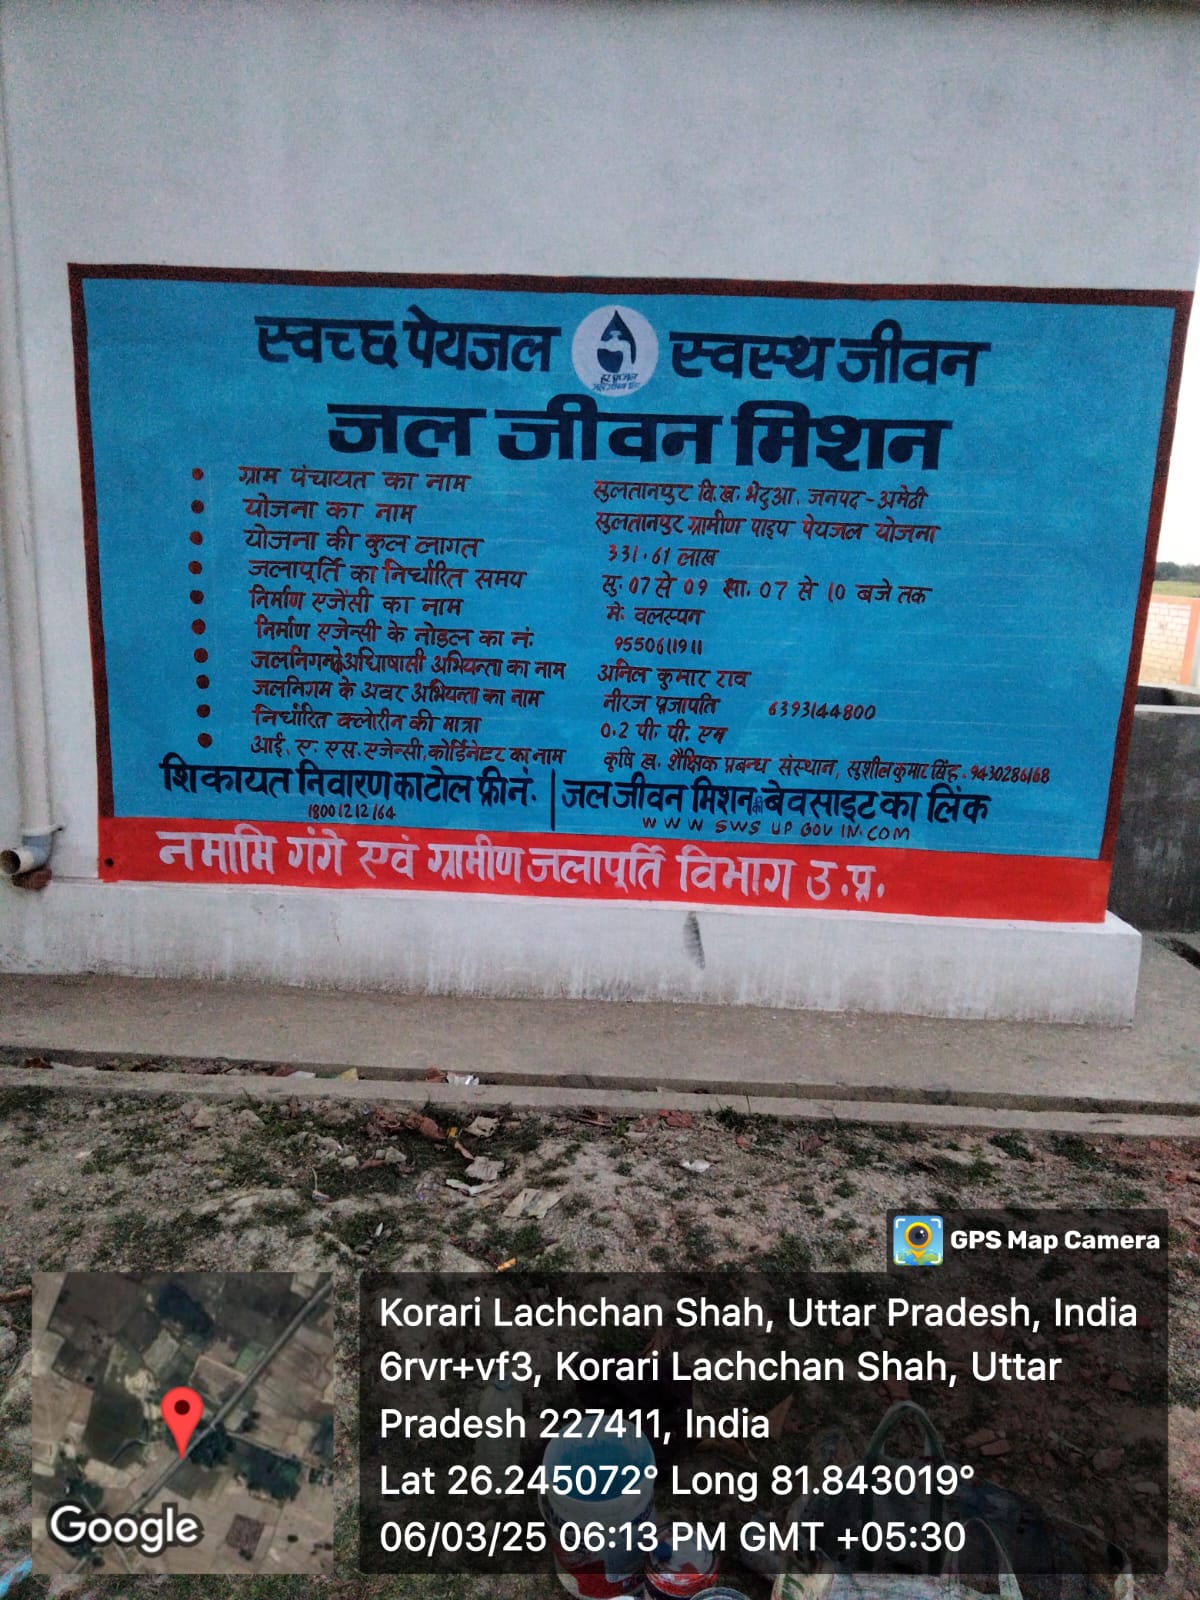 स्वच्छ पेयजल स्वस्थ जीवन
हर घर जल
जल जीवन मिशन
ग्राम पंचायत का नाम सुलतानपुर वि.ख. भेटुआ, जनपद - अमेठी
योजना का नाम सुलतानपुर ग्रामीण पाइप पेयजल योजना
योजना की कुल लागत 331.61 लाख
जलापूर्ति का निर्धारित समय सु. 07 से 09 सा. 07 से 10 बजे तक
निर्माण एजेंसी का नाम मे. वलस्पन
निर्माण एजेन्सी के नोडल का नं. 9550611911
जलनिगम के अधिषासी अभियन्ता का नाम अनिल कुमार राव
जलनिगम के अवर अभियन्ता का नाम नीरज प्रजापति 6393144800
निर्धारित क्लोरीन की मात्रा 0.2 पी. पी. एम
आई. ए. एस. एजेन्सी, कोर्डिनेटर का नाम कृषि ख. शैक्षिक प्रबन्ध संस्थान, सुशील कुमार सिंह. 9430286168
शिकायत निवारण का टोल फ्री नं. जल जीवन मिशन की बेवसाइट का लिंक
18001212164 WWW SWS UP GOV IN.COM
नमामि गंगे एवं ग्रामीण जलापूर्ति विभाग उ.प्र.
GPS Map Camera
Korari Lachchan Shah, Uttar Pradesh, India
6rvr+vf3, Korari Lachchan Shah, Uttar
Pradesh 227411, India
Lat 26.245072° Long 81.843019°
06/03/25 06:13 PM GMT +05:30
Google